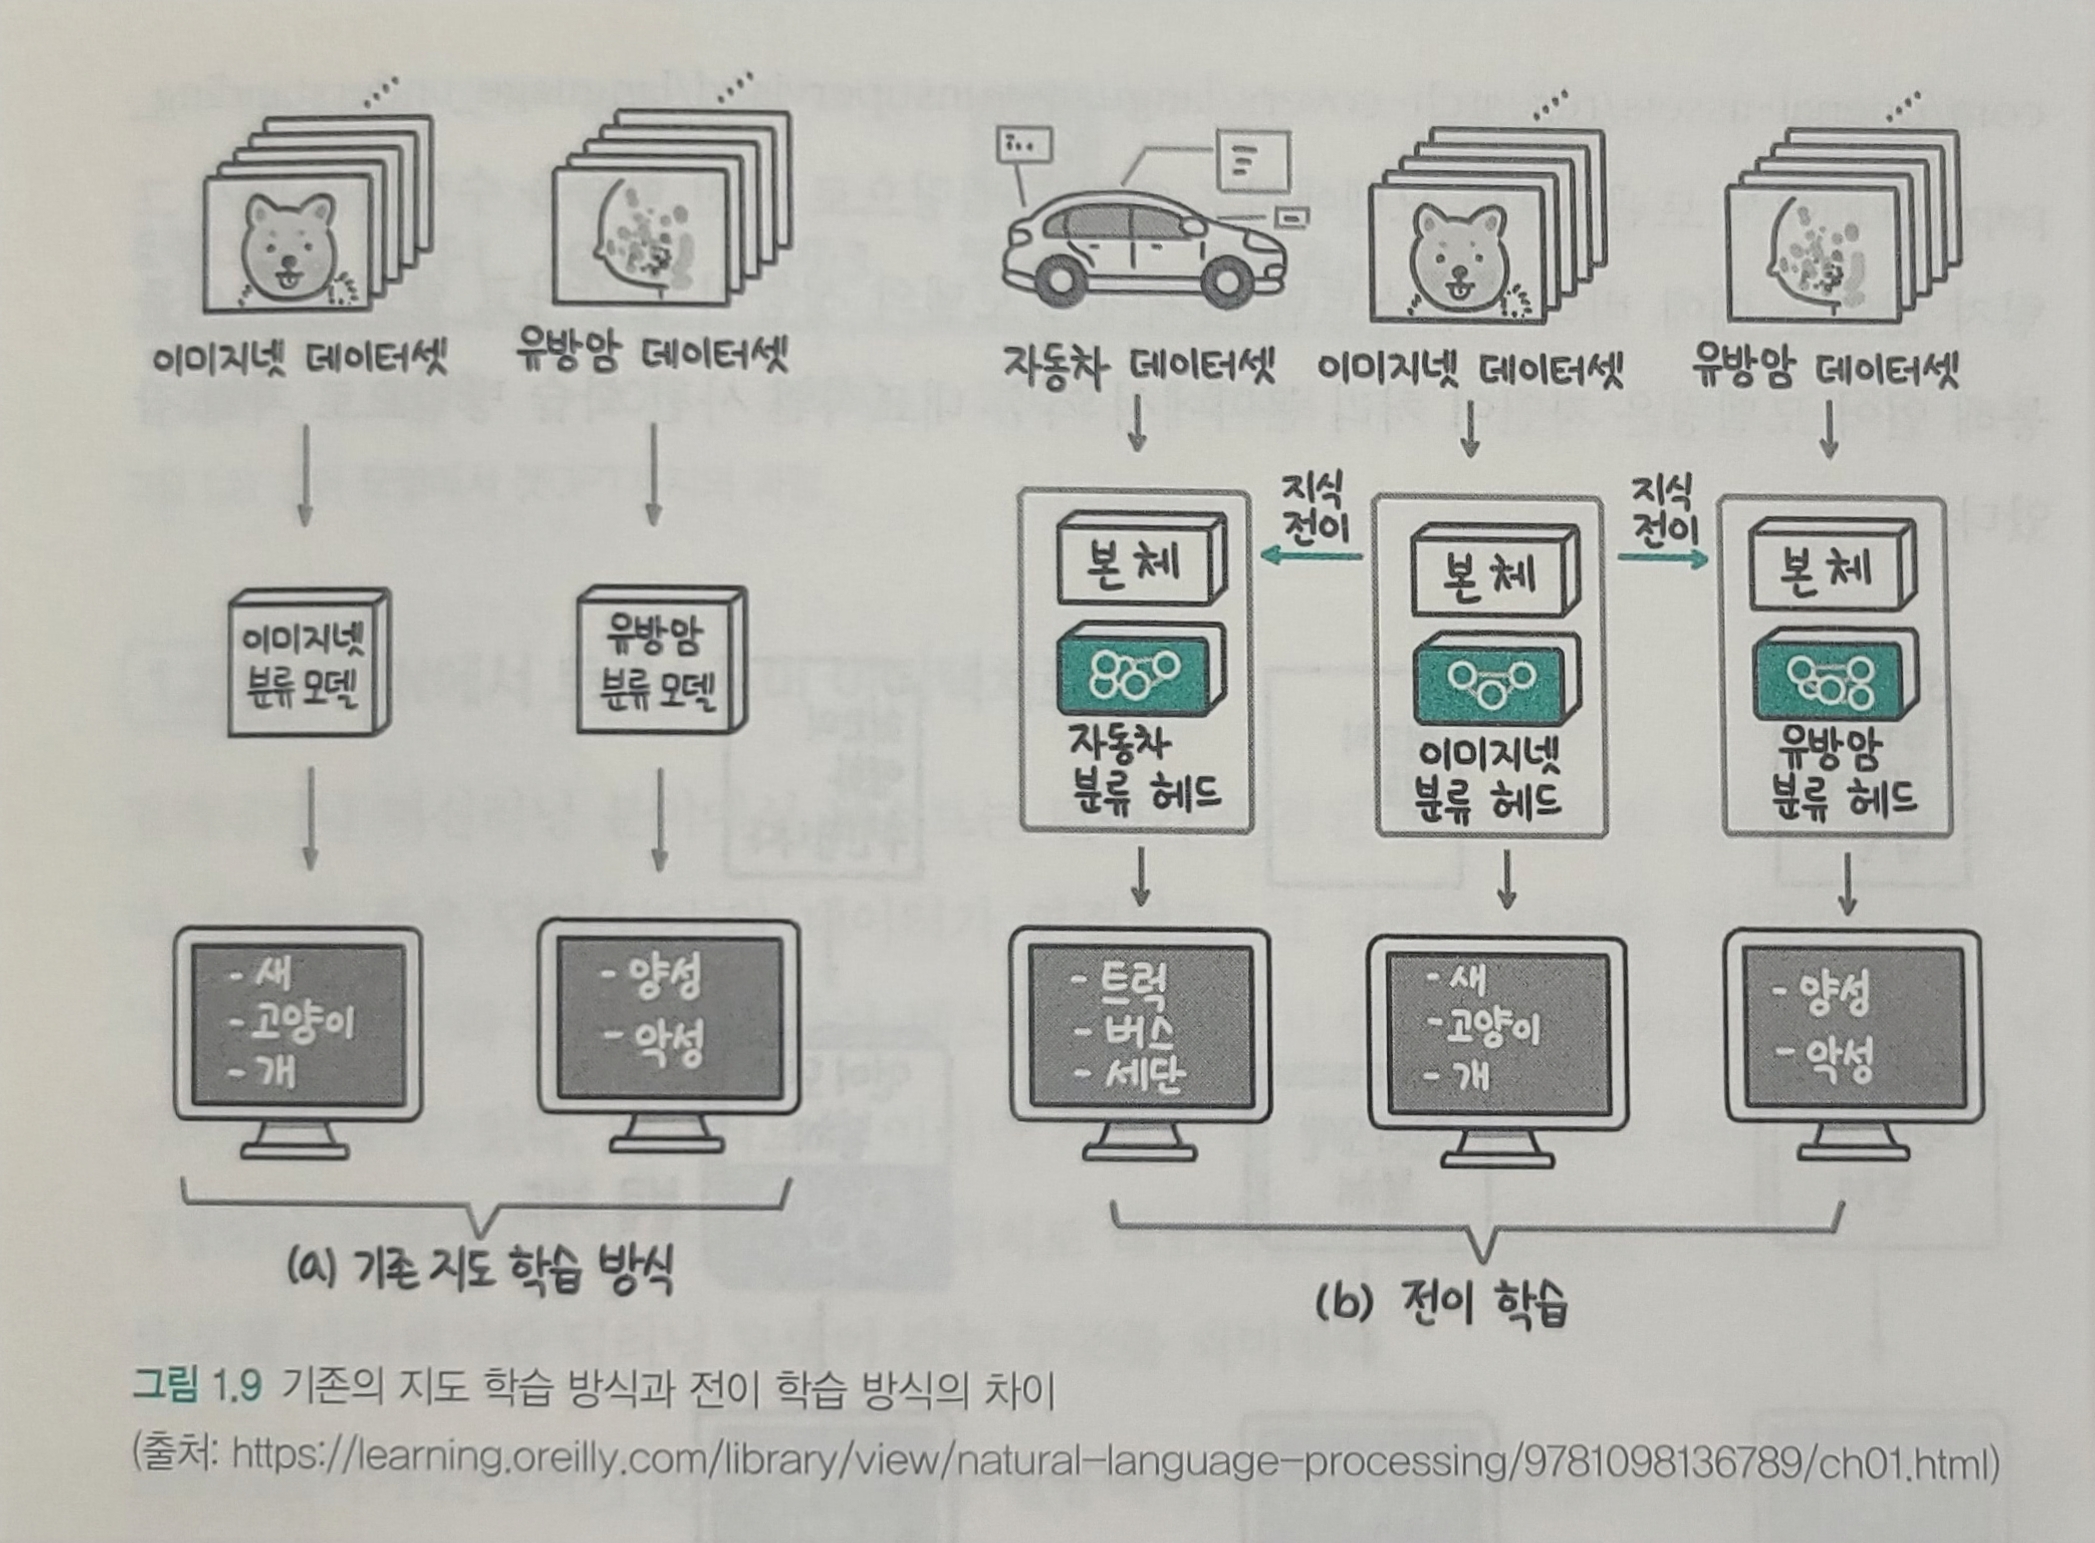 이미지넷 데이터셋
유방암 데이터셋
이미지넷
분류 모델
유방암
분류 모델
- 새
- 고양이
- 개
- 양성
- 악성
(a) 기존 지도 학습 방식
자동차 데이터셋
이미지넷 데이터셋
유방암 데이터셋
지식
전이
지식
전이
본체
자동차
분류 헤드
본체
이미지넷
분류 헤드
본체
유방암
분류 헤드
- 트럭
- 버스
- 세단
- 새
- 고양이
- 개
- 양성
- 악성
(b) 전이 학습
그림 1.9 기존의 지도 학습 방식과 전이 학습 방식의 차이
(출처: https://learning.oreilly.com/library/view/natural-language-processing/9781098136789/ch01.html)